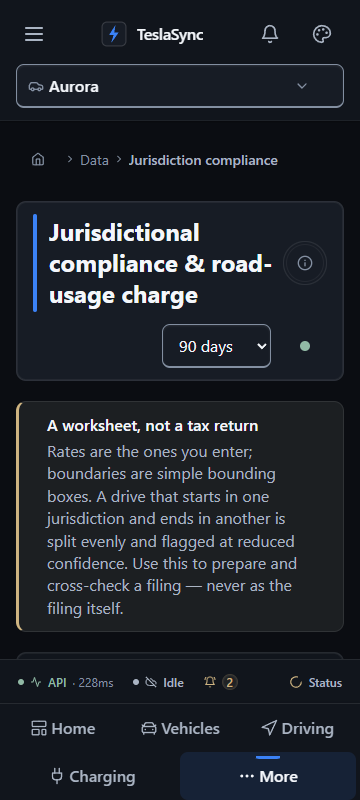 TeslaSync
Aurora
Data
Jurisdiction compliance
Jurisdictional
compliance & road-
usage charge
90 days
A worksheet, not a tax return
Rates are the ones you enter;
boundaries are simple bounding
boxes. A drive that starts in one
jurisdiction and ends in another is
split evenly and flagged at reduced
confidence. Use this to prepare and
cross-check a filing — never as the
filing itself.
API · 228ms
Idle
2
Status
Home
Vehicles
Driving
Charging
More